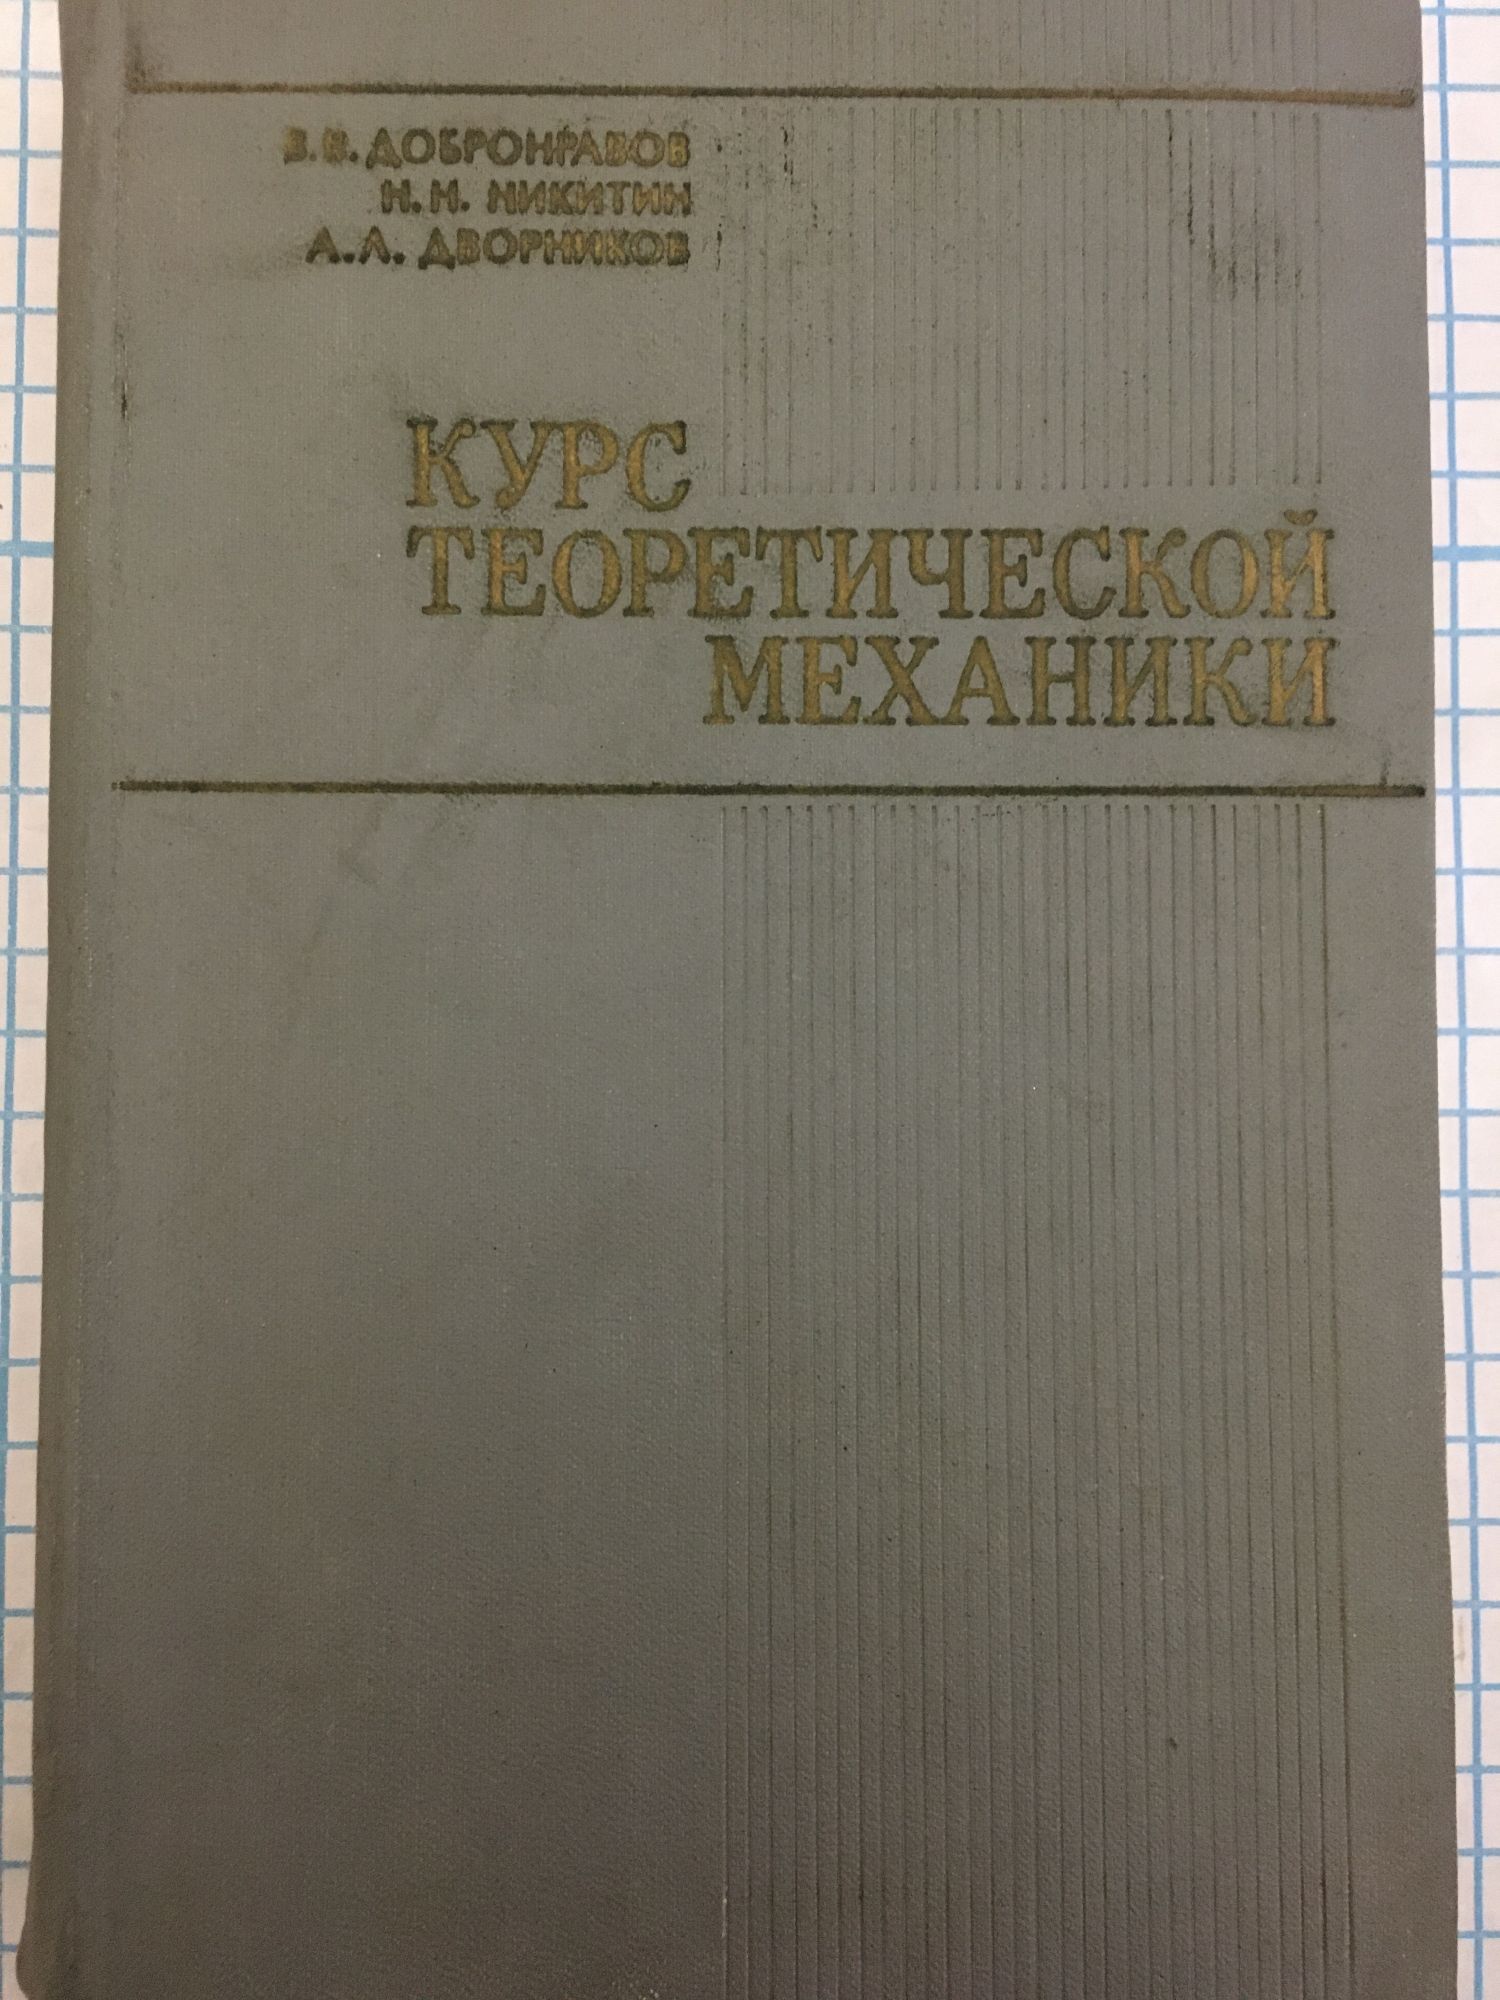 В.В. ДОБРОНРАВОВ
Н.Н. НИКИТИН
А.Л. ДВОРНИКОВ
КУРС
ТЕОРЕТИЧЕСКОЙ
МЕХАНИКИ